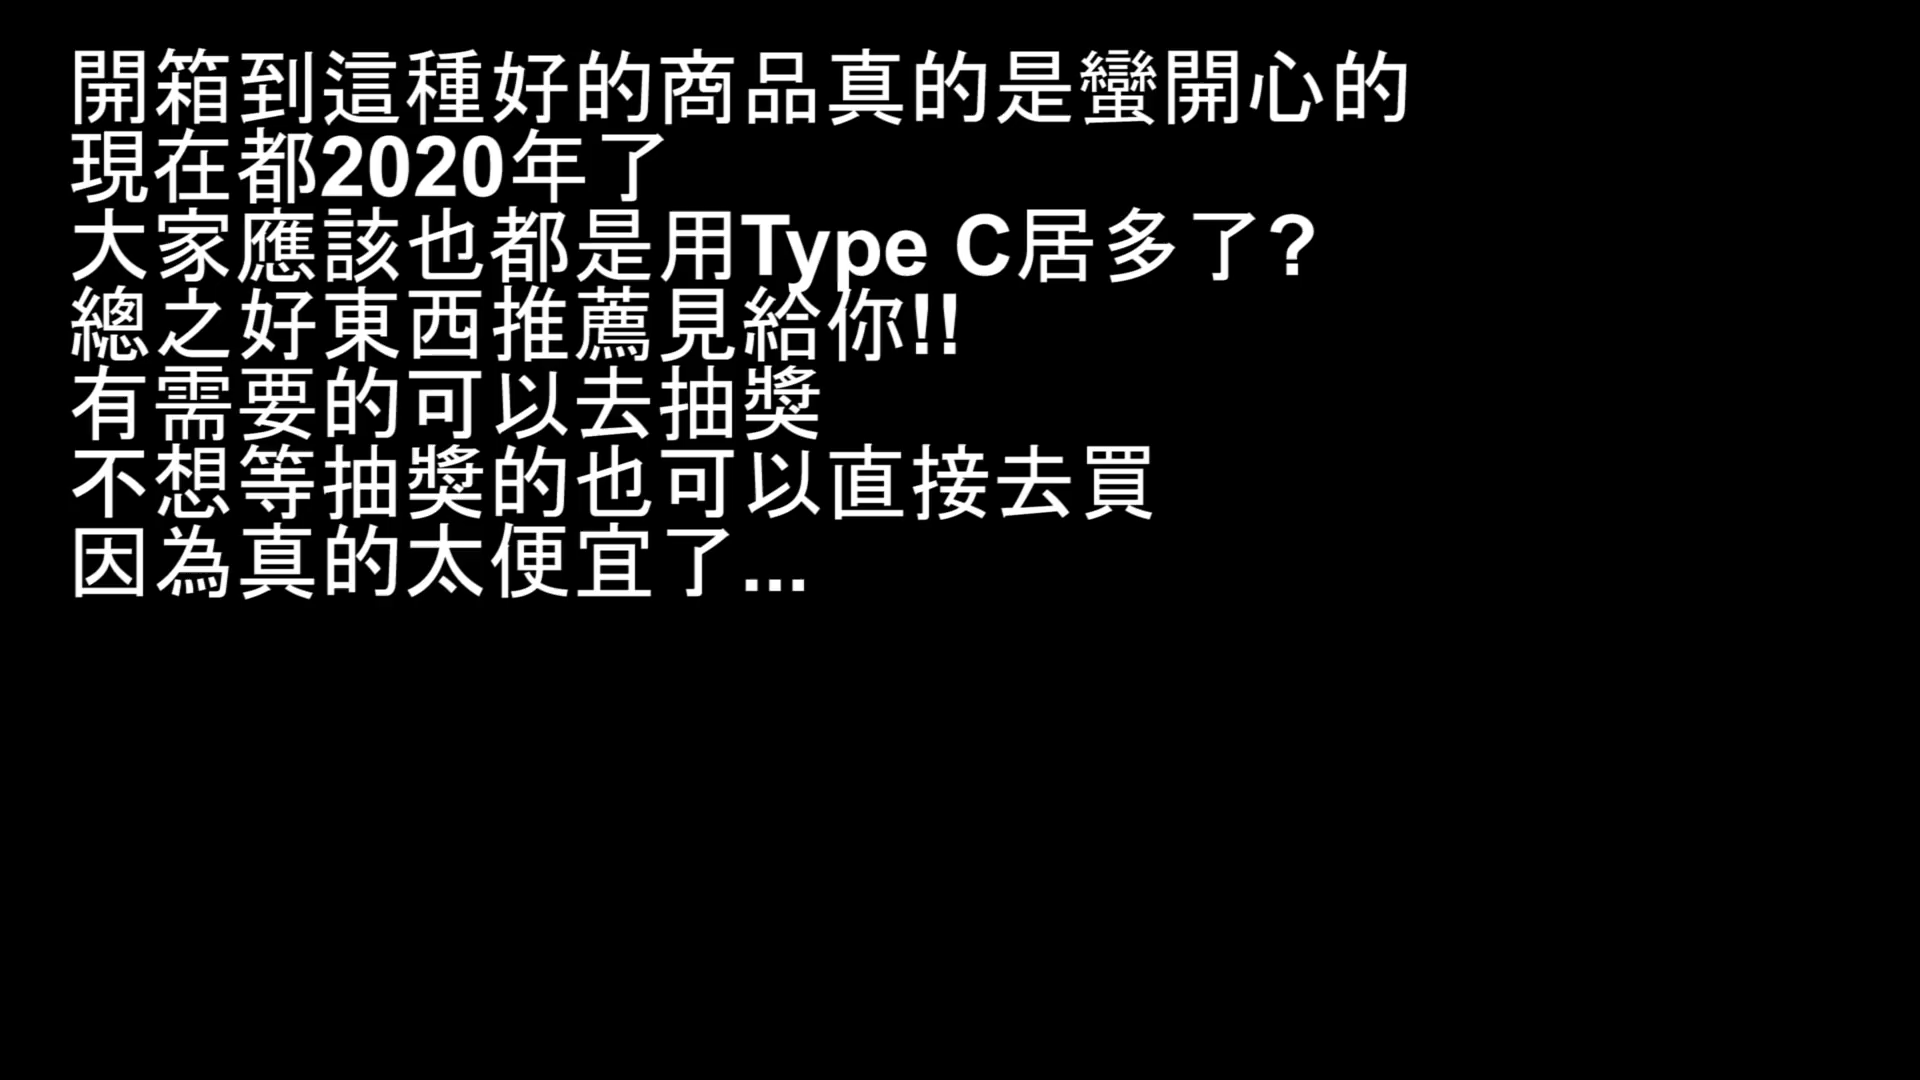 開箱到這種好的商品真的是蠻開心的
現在都2020年了
大家應該也都是用Type C居多了?
總之好東西推薦見給你!!
有需要的可以去抽獎
不想等抽獎的也可以直接去買
因為真的太便宜了...